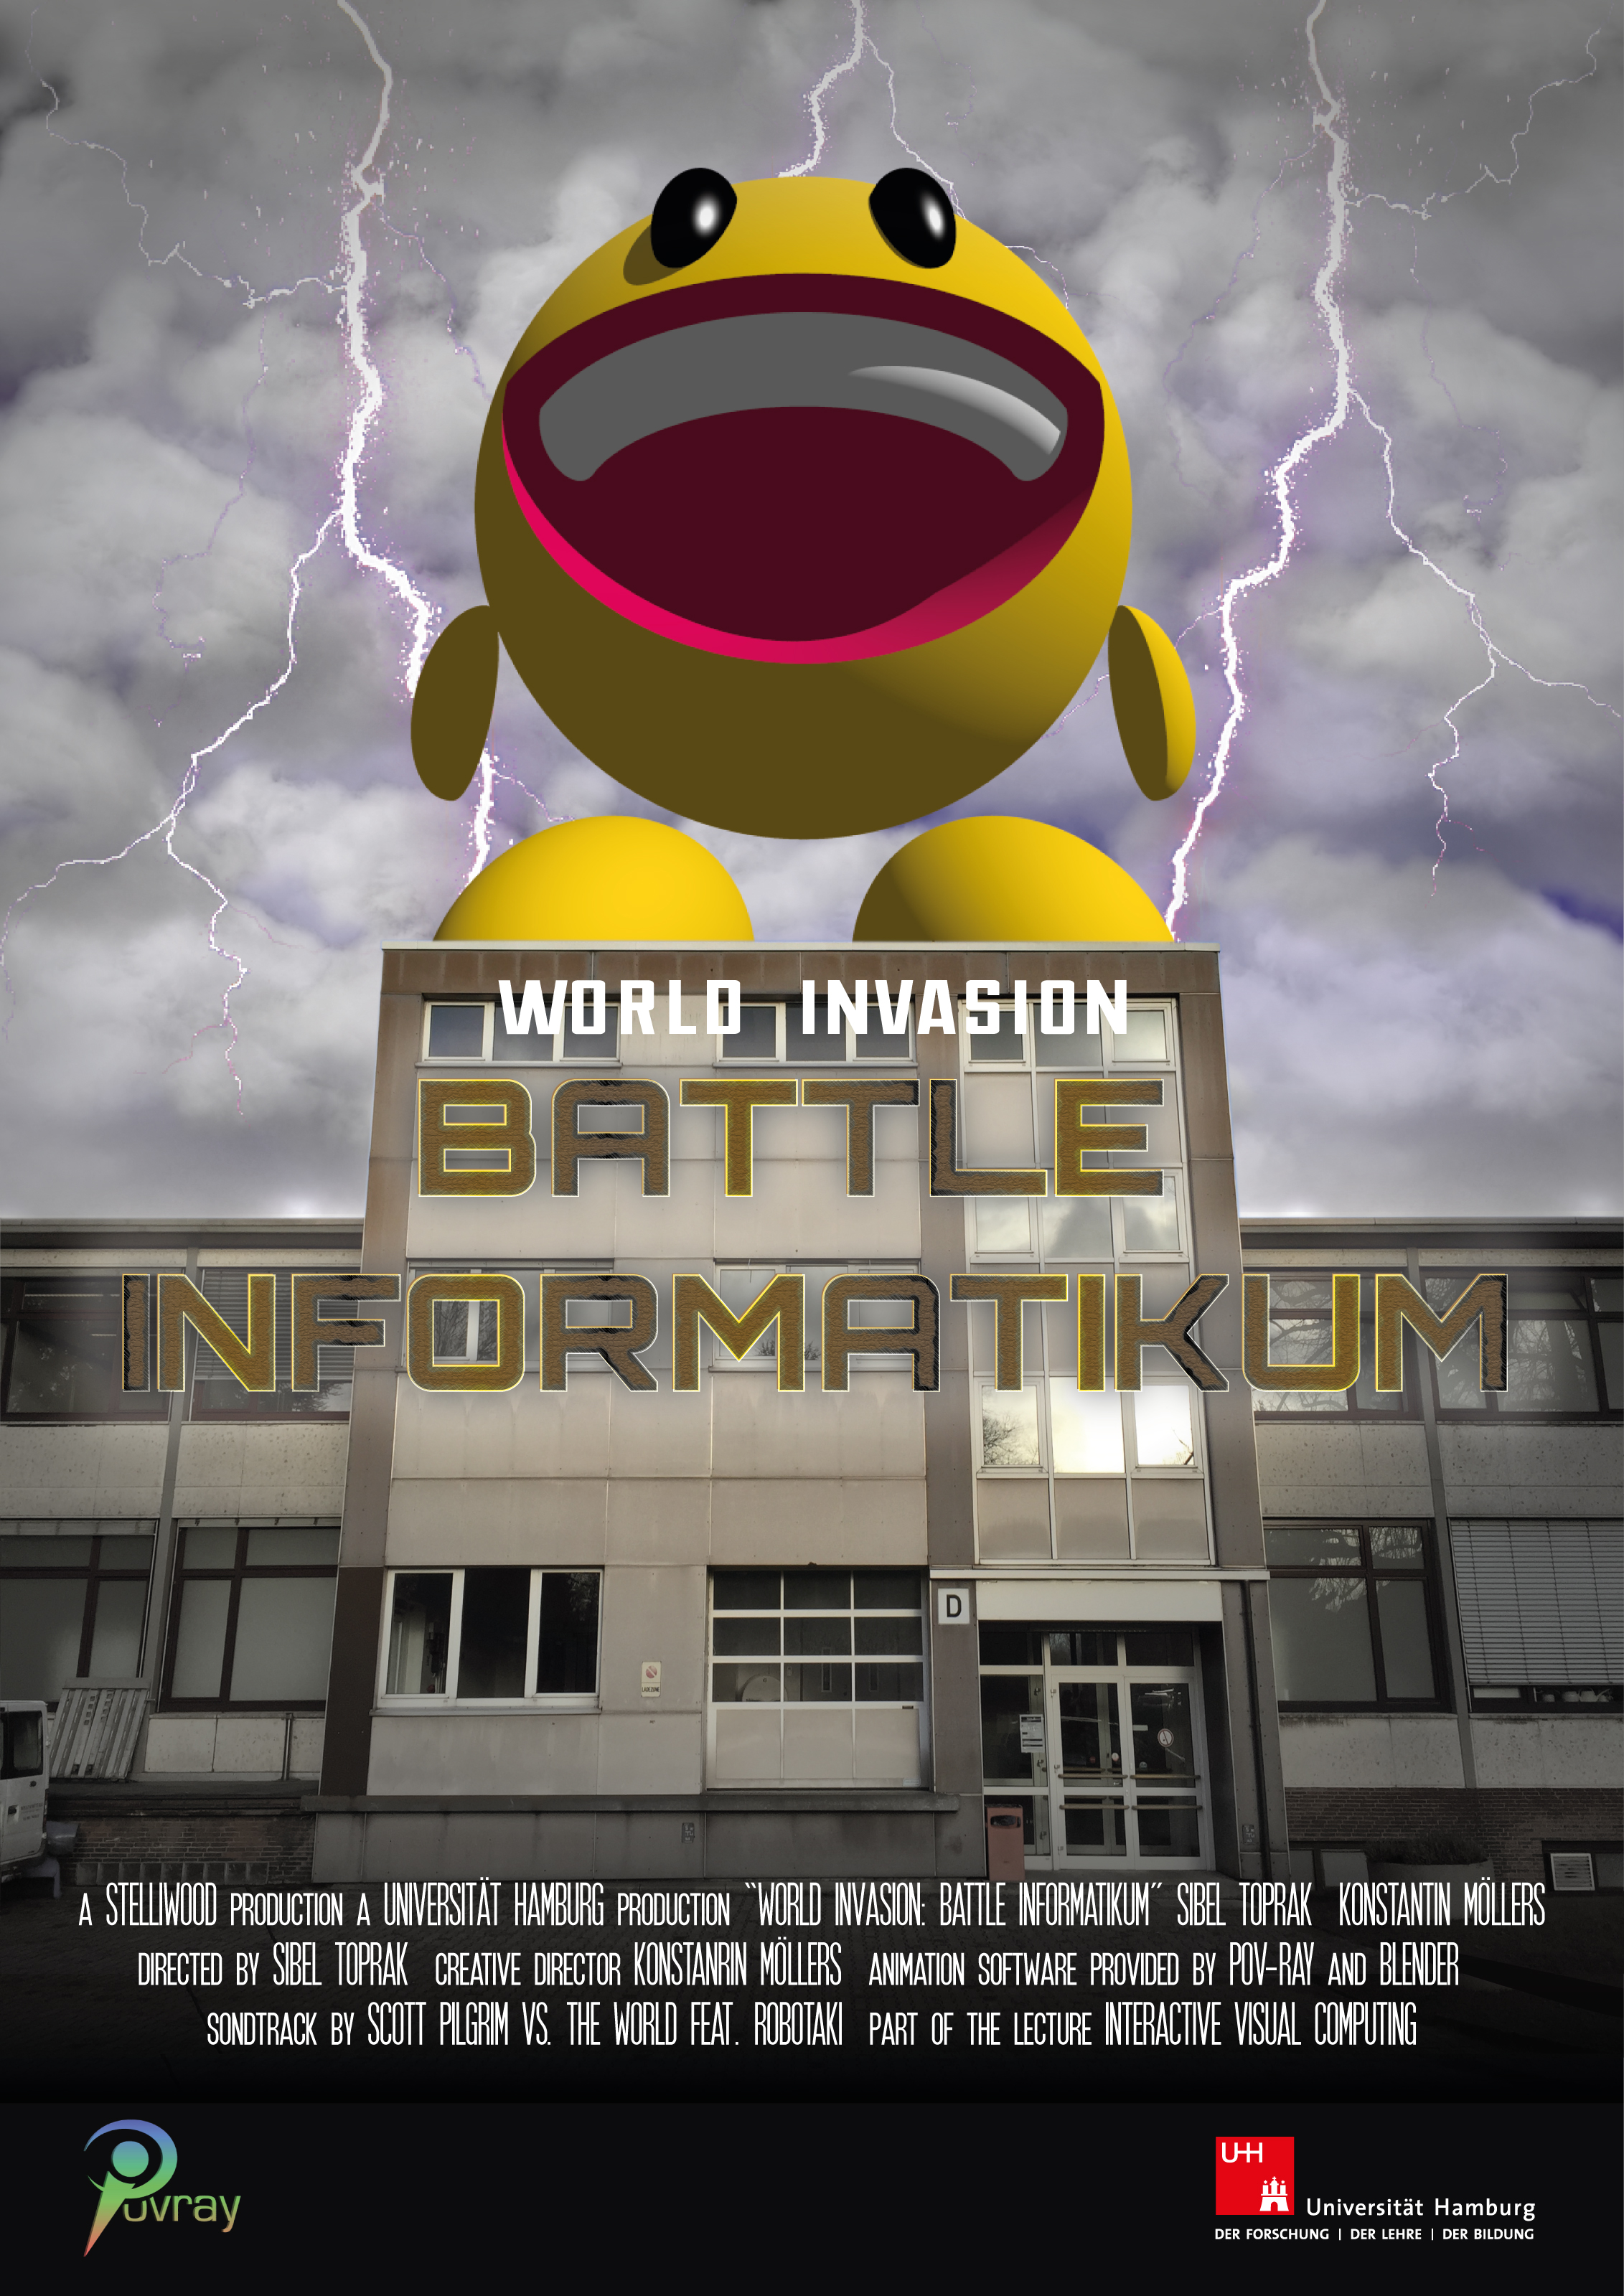 WORLD INVASION
BATTLE
INFORMATIKUM
D
A STELLIWOOD PRODUCTION A UNIVERSITÄT HAMBURG PRODUCTION "WORLD INVASION: BATTLE INFORMATIKUM" SIBEL TOPRAK KONSTANTIN MÖLLERS
DIRECTED BY SIBEL TOPRAK CREATIVE DIRECTOR KONSTANRIN MÖLLERS ANIMATION SOFTWARE PROVIDED BY POV-RAY AND BLENDER
SONDTRACK BY SCOTT PILGRIM VS. THE WORLD FEAT. ROBOTAKI PART OF THE LECTURE INTERACTIVE VISUAL COMPUTING
Povray
UHH
Universität Hamburg
DER FORSCHUNG | DER LEHRE | DER BILDUNG